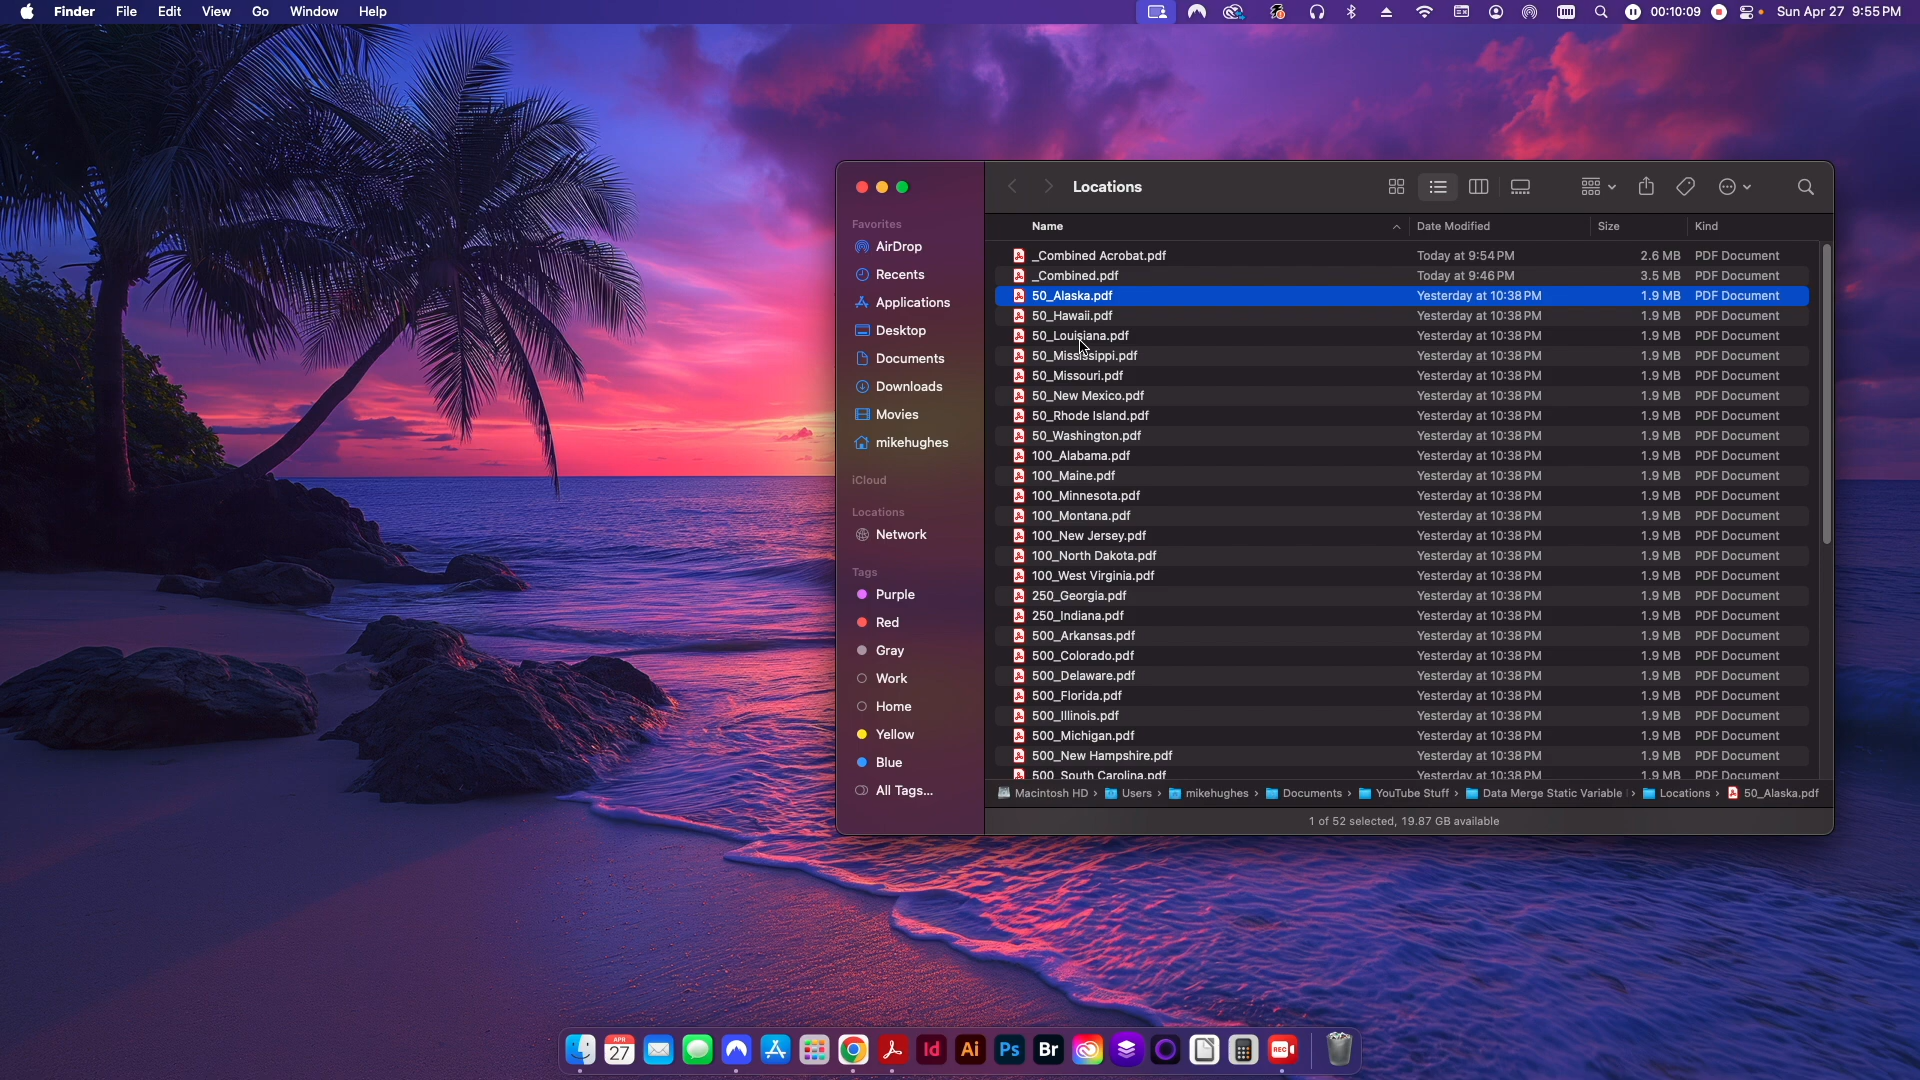 Finder File Edit View Go Window Help
00:10:09 Sun Apr 27 9:55 PM
Locations
Favorites
AirDrop
Recents
Applications
Desktop
Documents
Downloads
Movies
mikehughes
iCloud
Locations
Network
Tags
Purple
Red
Gray
Work
Home
Yellow
Blue
All Tags...
Name Date Modified Size Kind
_Combined Acrobat.pdf Today at 9:54 PM 2.6 MB PDF Document
_Combined.pdf Today at 9:46 PM 3.5 MB PDF Document
50_Alaska.pdf Yesterday at 10:38 PM 1.9 MB PDF Document
50_Hawaii.pdf Yesterday at 10:38 PM 1.9 MB PDF Document
50_Louisiana.pdf Yesterday at 10:38 PM 1.9 MB PDF Document
50_Mississippi.pdf Yesterday at 10:38 PM 1.9 MB PDF Document
50_Missouri.pdf Yesterday at 10:38 PM 1.9 MB PDF Document
50_New Mexico.pdf Yesterday at 10:38 PM 1.9 MB PDF Document
50_Rhode Island.pdf Yesterday at 10:38 PM 1.9 MB PDF Document
50_Washington.pdf Yesterday at 10:38 PM 1.9 MB PDF Document
100_Alabama.pdf Yesterday at 10:38 PM 1.9 MB PDF Document
100_Maine.pdf Yesterday at 10:38 PM 1.9 MB PDF Document
100_Minnesota.pdf Yesterday at 10:38 PM 1.9 MB PDF Document
100_Montana.pdf Yesterday at 10:38 PM 1.9 MB PDF Document
100_New Jersey.pdf Yesterday at 10:38 PM 1.9 MB PDF Document
100_North Dakota.pdf Yesterday at 10:38 PM 1.9 MB PDF Document
100_West Virginia.pdf Yesterday at 10:38 PM 1.9 MB PDF Document
250_Georgia.pdf Yesterday at 10:38 PM 1.9 MB PDF Document
250_Indiana.pdf Yesterday at 10:38 PM 1.9 MB PDF Document
500_Arkansas.pdf Yesterday at 10:38 PM 1.9 MB PDF Document
500_Colorado.pdf Yesterday at 10:38 PM 1.9 MB PDF Document
500_Delaware.pdf Yesterday at 10:38 PM 1.9 MB PDF Document
500_Florida.pdf Yesterday at 10:38 PM 1.9 MB PDF Document
500_Illinois.pdf Yesterday at 10:38 PM 1.9 MB PDF Document
500_Michigan.pdf Yesterday at 10:38 PM 1.9 MB PDF Document
500_New Hampshire.pdf Yesterday at 10:38 PM 1.9 MB PDF Document
500_South Carolina.pdf Yesterday at 10:38 PM 1.9 MB PDF Document
Macintosh HD › Users › mikehughes › Documents › YouTube Stuff › Data Merge Static Variable › Locations › 50_Alaska.pdf
1 of 52 selected, 19.87 GB available
APR
27
Id Ai Ps Br
REC